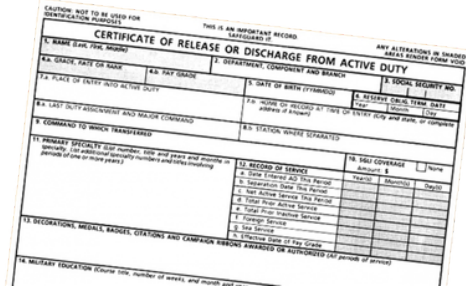 CAUTION: NOT TO BE USED FOR
IDENTIFICATION PURPOSES
THIS IS AN IMPORTANT RECORD.
SAFEGUARD IT.
ANY ALTERATIONS IN SHADED
AREAS RENDER FORM VOID
CERTIFICATE OF RELEASE OR DISCHARGE FROM ACTIVE DUTY
1. NAME (Last, First, Middle)
2. DEPARTMENT, COMPONENT AND BRANCH
3. SOCIAL SECURITY NO.
4.a. GRADE, RATE OR RANK
4.b. PAY GRADE
5. DATE OF BIRTH (YYMMDD)
6. RESERVE OBLIG. TERM. DATE
Year Month Day
7.a. PLACE OF ENTRY INTO ACTIVE DUTY
7.b. HOME OF RECORD AT TIME OF ENTRY (City and state, or complete
address if known)
8.a. LAST DUTY ASSIGNMENT AND MAJOR COMMAND
8.b. STATION WHERE SEPARATED
9. COMMAND TO WHICH TRANSFERRED
10. SGLI COVERAGE None
Amount: $
11. PRIMARY SPECIALTY (List number, title and years and months in
specialty. List additional specialty numbers and titles involving
periods of one or more years.)
12. RECORD OF SERVICE
Year(s) Month(s) Day(s)
a. Date Entered AD This Period
b. Separation Date This Period
c. Net Active Service This Period
d. Total Prior Active Service
e. Total Prior Inactive Service
f. Foreign Service
g. Sea Service
h. Effective Date of Pay Grade
13. DECORATIONS, MEDALS, BADGES, CITATIONS AND CAMPAIGN RIBBONS AWARDED OR AUTHORIZED (All periods of service)
14. MILITARY EDUCATION (Course title, number of weeks, and month and